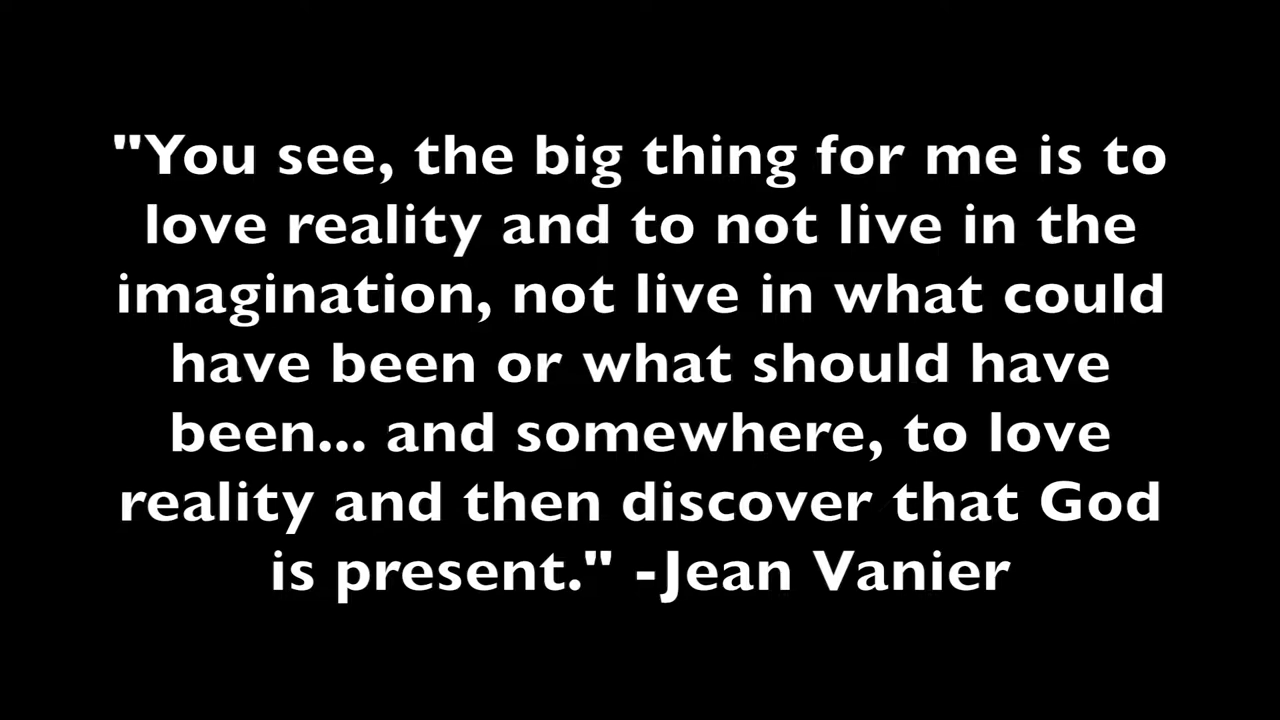 "You see, the big thing for me is to
love reality and to not live in the
imagination, not live in what could
have been or what should have
been... and somewhere, to love
reality and then discover that God
is present." -Jean Vanier